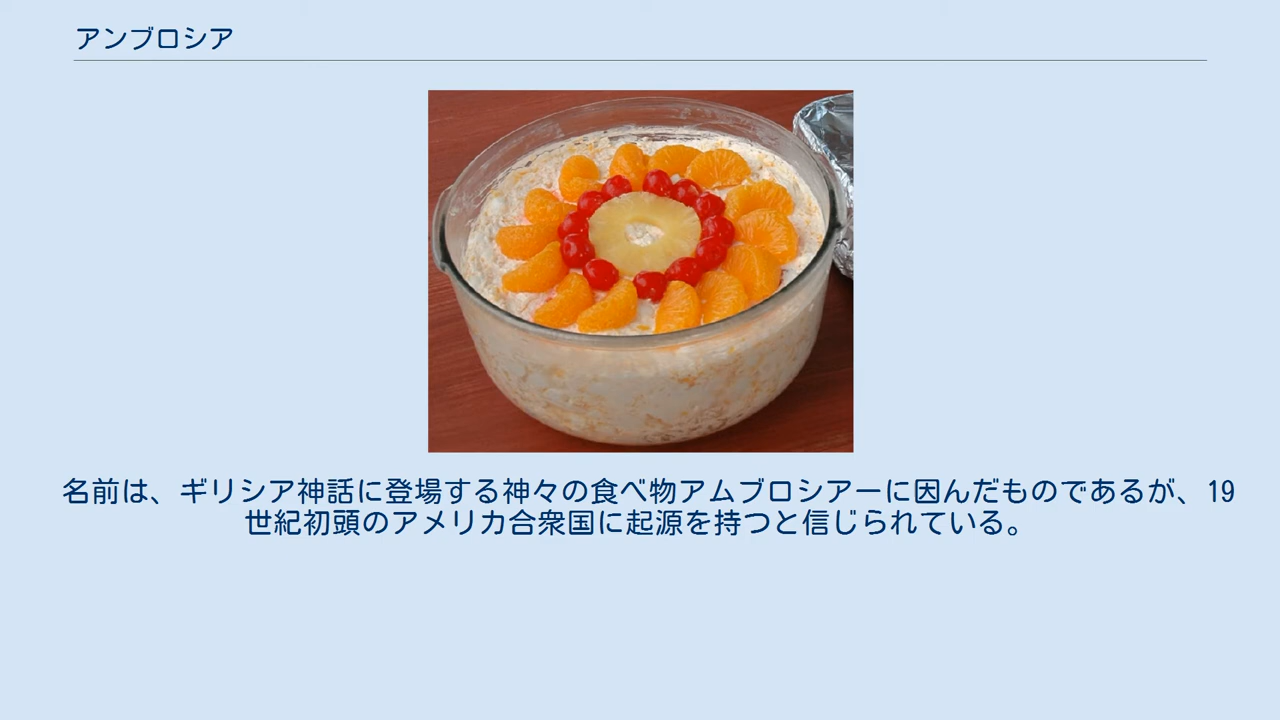 アンブロシア
名前は、ギリシア神話に登場する神々の食べ物アムブロシアーに因んだものであるが、19
世紀初頭のアメリカ合衆国に起源を持つと信じられている。